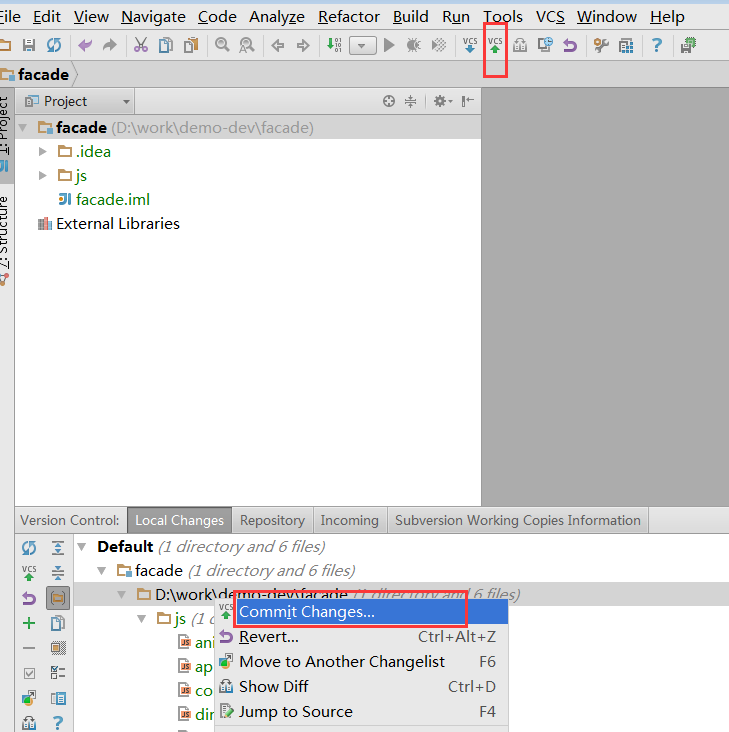 File Edit View Navigate Code Analyze Refactor Build Run Tools VCS Window Help
VCS VCS
facade
1: Project
Project
facade (D:\work\demo-dev\facade)
.idea
js
facade.iml
External Libraries
7: Structure
Version Control: Local Changes Repository Incoming Subversion Working Copies Information
Default (1 directory and 6 files)
facade (1 directory and 6 files)
VCS
D:\work\demo-dev\facade (1 directory and 6 files)
js (1
VCS Commit Changes...
Revert... Ctrl+Alt+Z
Move to Another Changelist F6
Show Diff Ctrl+D
Jump to Source F4
ani
ap
co
dir